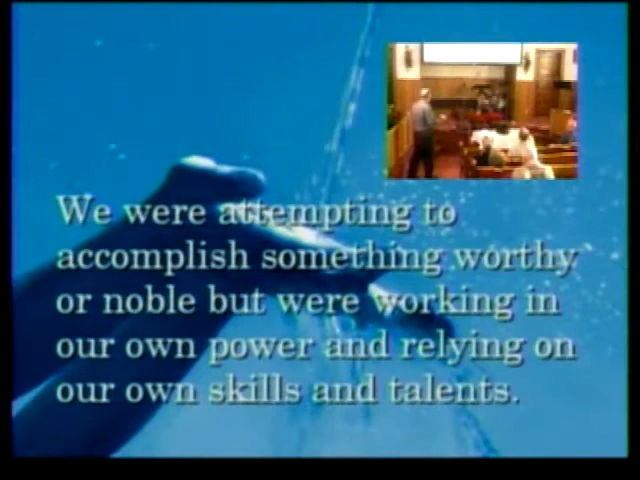 We were attempting to
accomplish something worthy
or noble but were working in
our own power and relying on
our own skills and talents.